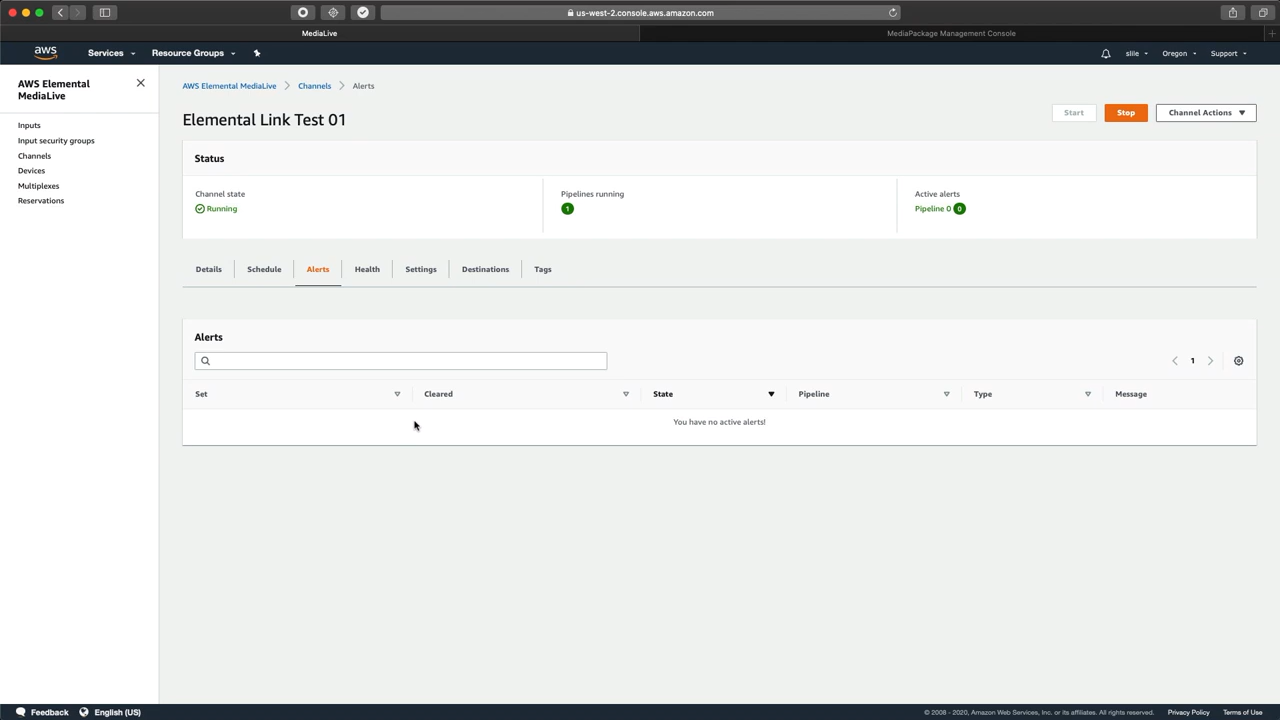 us-west-2.console.aws.amazon.com
MediaLive
MediaPackage Management Console
aws
Services
Resource Groups
slile
Oregon
Support
AWS Elemental MediaLive
Inputs
Input security groups
Channels
Devices
Multiplexes
Reservations
AWS Elemental MediaLive
Channels
Alerts
Elemental Link Test 01
Start
Stop
Channel Actions
Status
Channel state
Running
Pipelines running
1
Active alerts
Pipeline 0 0
Details
Schedule
Alerts
Health
Settings
Destinations
Tags
Alerts
1
Set
Cleared
State
Pipeline
Type
Message
You have no active alerts!
Feedback
English (US)
© 2008 - 2020, Amazon Web Services, Inc. or its affiliates. All rights reserved.
Privacy Policy
Terms of Use